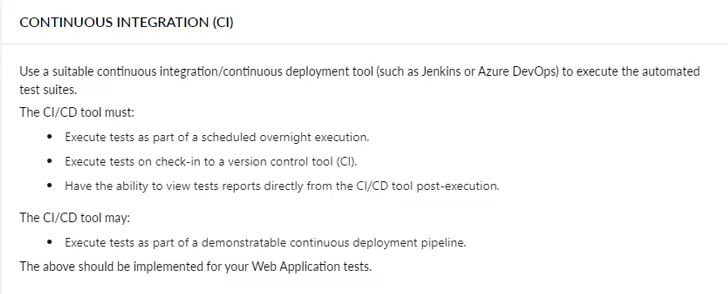 CONTINUOUS INTEGRATION (CI)
Use a suitable continuous integration/continuous deployment tool (such as Jenkins or Azure DevOps) to execute the automated
test suites.
The CI/CD tool must:
• Execute tests as part of a scheduled overnight execution.
• Execute tests on check-in to a version control tool (CI).
• Have the ability to view tests reports directly from the CI/CD tool post-execution.
The CI/CD tool may:
• Execute tests as part of a demonstratable continuous deployment pipeline.
The above should be implemented for your Web Application tests.